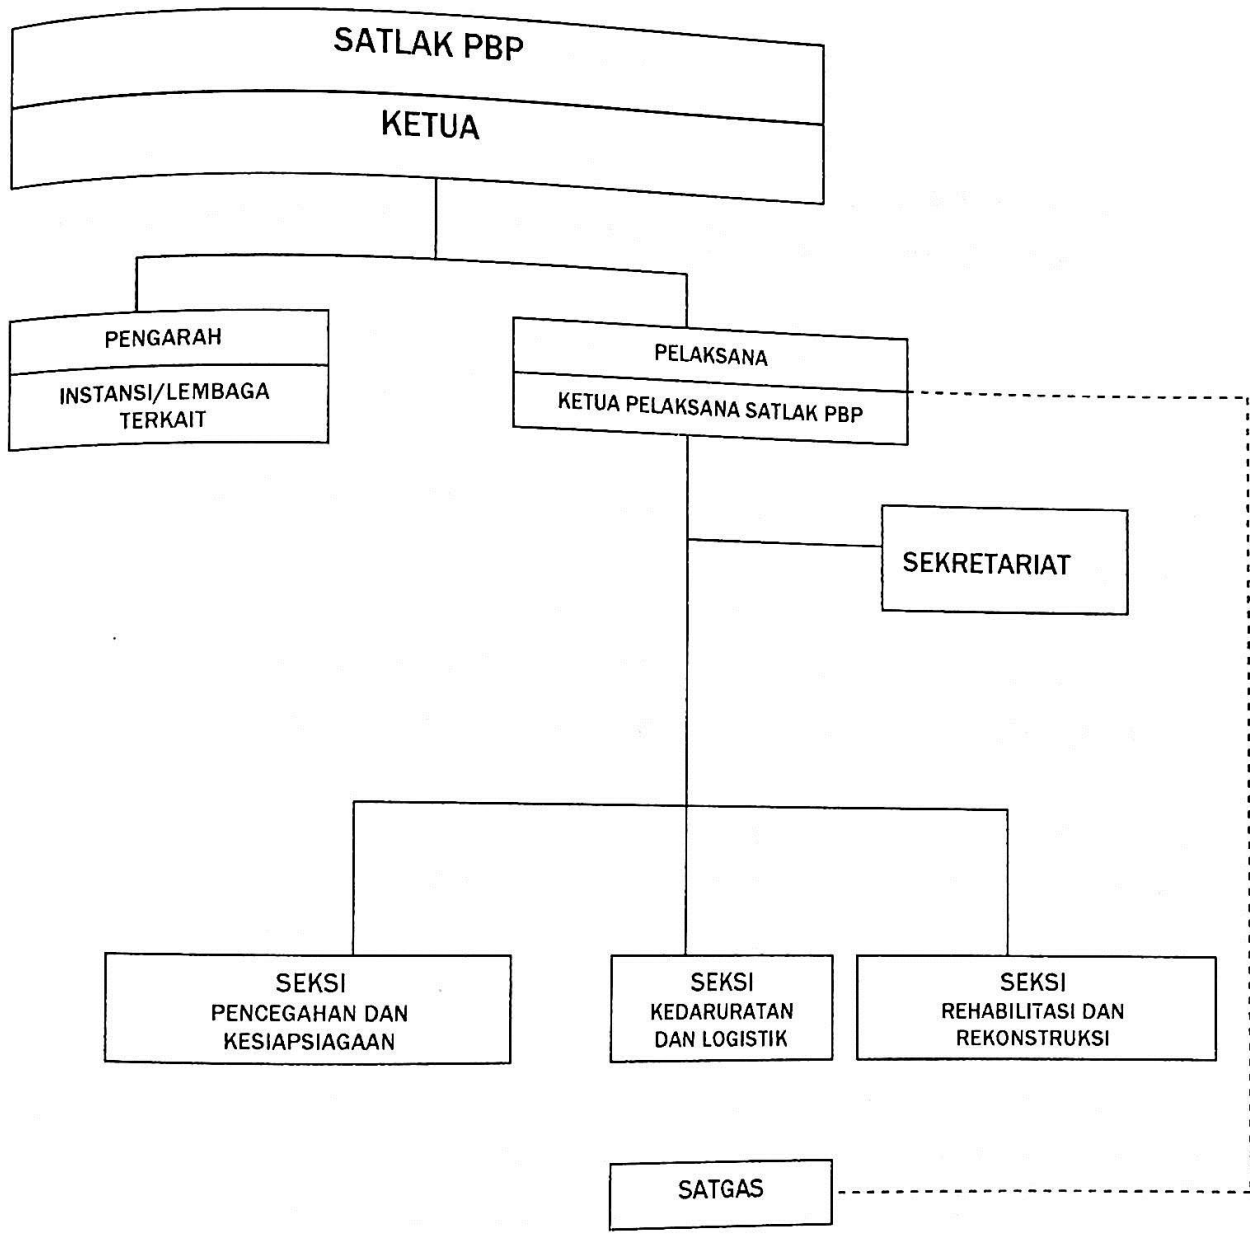 SATLAK PBP
KETUA
PENGARAH
INSTANSI/LEMBAGA
TERKAIT
PELAKSANA
KETUA PELAKSANA SATLAK PBP
SEKRETARIAT
SEKSI
PENCEGAHAN DAN
KESIAPSIAGAAN
SEKSI
KEDARURATAN
DAN LOGISTIK
SEKSI
REHABILITASI DAN
REKONSTRUKSI
SATGAS